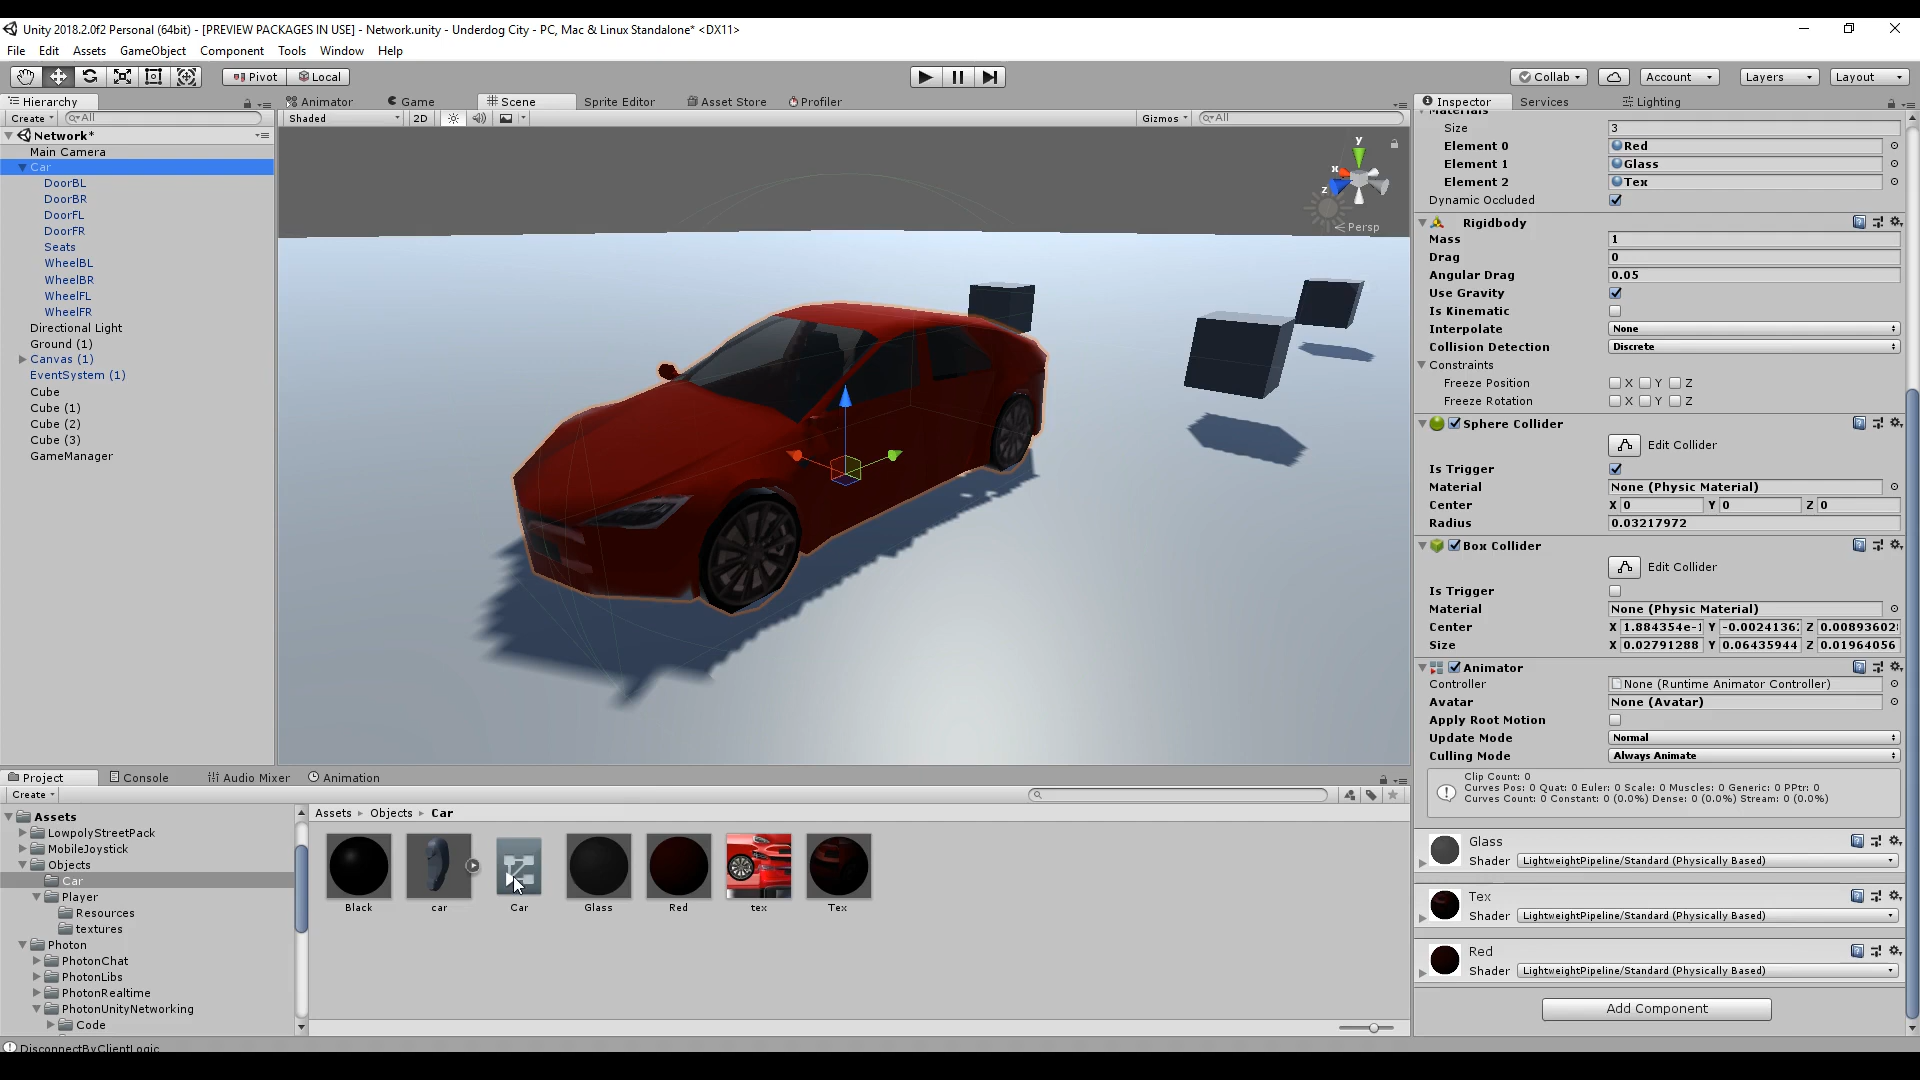 Unity 2018.2.0f2 Personal (64bit) - [PREVIEW PACKAGES IN USE] - Network.unity - Underdog City - PC, Mac & Linux Standalone* <DX11>
File Edit Assets GameObject Component Tools Window Help
Pivot Local Collab Account Layers Layout
Hierarchy
Create All
Network*
Main Camera
Car
DoorBL
DoorBR
DoorFL
DoorFR
Seats
WheelBL
WheelBR
WheelFL
WheelFR
Directional Light
Ground (1)
Canvas (1)
EventSystem (1)
Cube
Cube (1)
Cube (2)
Cube (3)
GameManager
Animator Game Scene Sprite Editor Asset Store Profiler
Shaded 2D Gizmos All
y
x
z
Persp
Inspector Services Lighting
Size 3
Element 0 Red
Element 1 Glass
Element 2 Tex
Dynamic Occluded
Rigidbody
Mass 1
Drag 0
Angular Drag 0.05
Use Gravity
Is Kinematic
Interpolate None
Collision Detection Discrete
Constraints
Freeze Position X Y Z
Freeze Rotation X Y Z
Sphere Collider
Edit Collider
Is Trigger
Material None (Physic Material)
Center X 0 Y 0 Z 0
Radius 0.03217972
Box Collider
Edit Collider
Is Trigger
Material None (Physic Material)
Center X 1.884354e-1 Y -0.0024136 Z 0.0089360
Size X 0.02791288 Y 0.06435944 Z 0.01964056
Animator
Controller None (Runtime Animator Controller)
Avatar None (Avatar)
Apply Root Motion
Update Mode Normal
Culling Mode Always Animate
Clip Count: 0
Curves Pos: 0 Quat: 0 Euler: 0 Scale: 0 Muscles: 0 Generic: 0 PPtr: 0
Curves Count: 0 Constant: 0 (0.0%) Dense: 0 (0.0%) Stream: 0 (0.0%)
Glass
Shader LightweightPipeline/Standard (Physically Based)
Tex
Shader LightweightPipeline/Standard (Physically Based)
Red
Shader LightweightPipeline/Standard (Physically Based)
Add Component
Project Console Audio Mixer Animation
Create
Assets
LowpolyStreetPack
MobileJoystick
Objects
Car
Player
Resources
textures
Photon
PhotonChat
PhotonLibs
PhotonRealtime
PhotonUnityNetworking
Code
Assets Objects Car
Black car Car Glass Red tex Tex
DisconnectByClientLogic